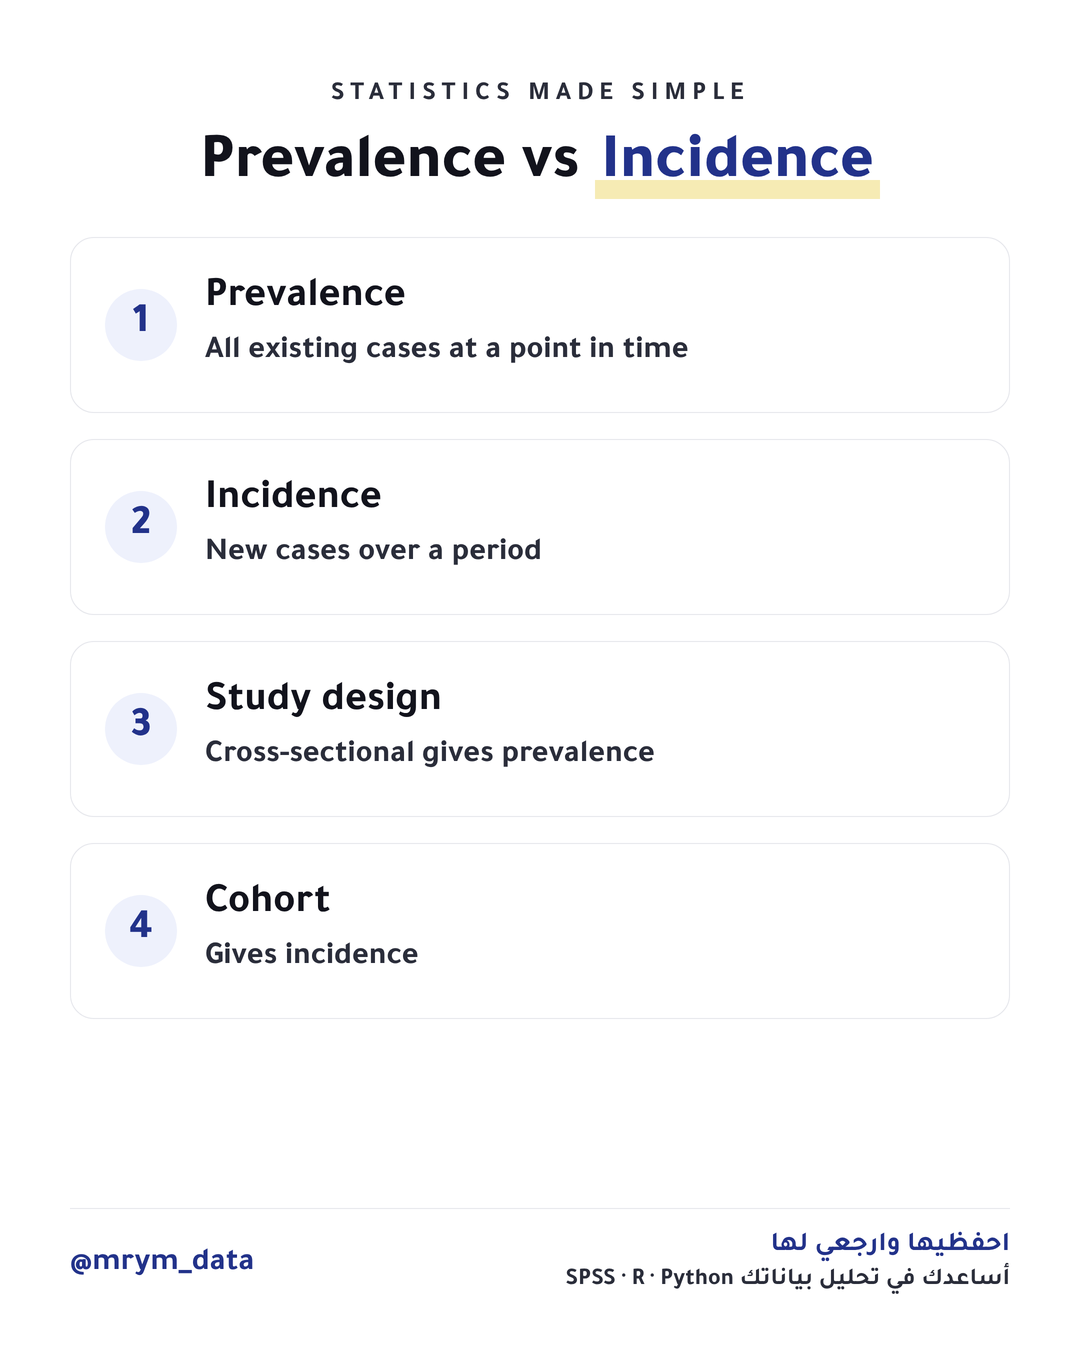 STATISTICS MADE SIMPLE
Prevalence vs Incidence
1
Prevalence
All existing cases at a point in time
2
Incidence
New cases over a period
3
Study design
Cross-sectional gives prevalence
4
Cohort
Gives incidence
@mrym_data
احفظيها وارجعي لها
أساعدك في تحليل بياناتك SPSS · R · Python